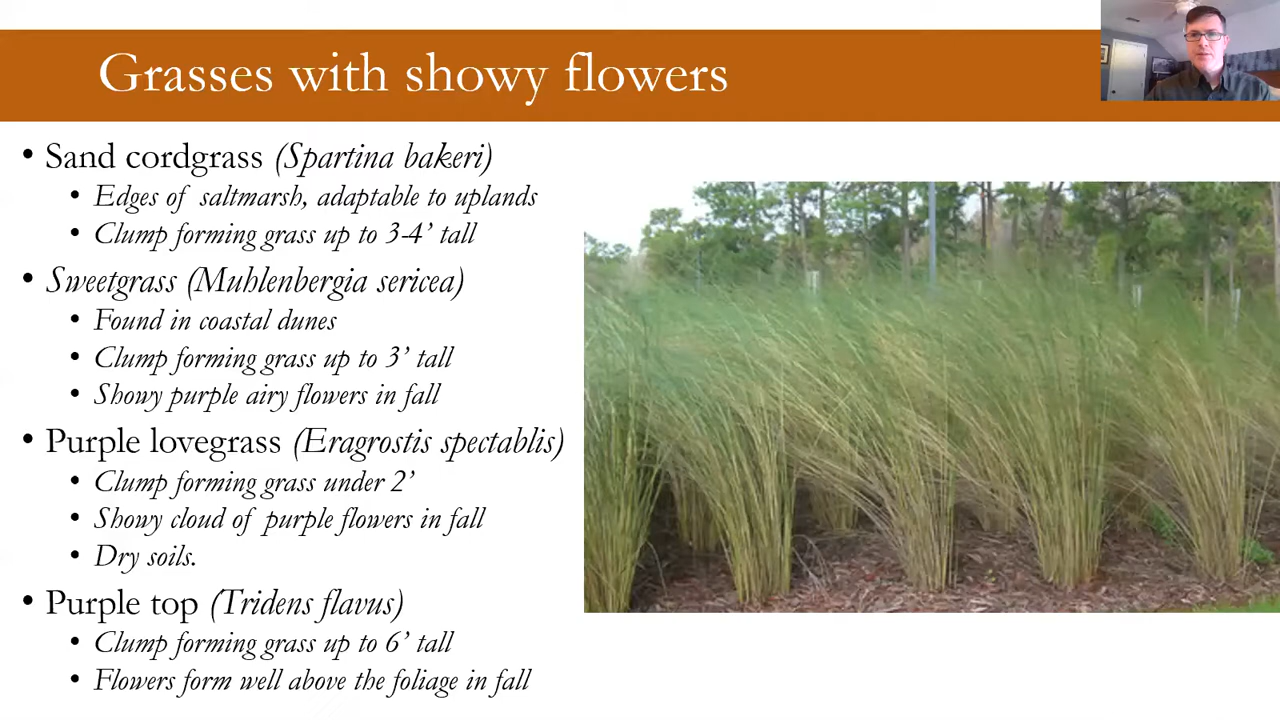 Grasses with showy flowers
• Sand cordgrass (Spartina bakeri)
• Edges of saltmarsh, adaptable to uplands
• Clump forming grass up to 3-4’ tall
• Sweetgrass (Muhlenbergia sericea)
• Found in coastal dunes
• Clump forming grass up to 3’ tall
• Showy purple airy flowers in fall
• Purple lovegrass (Eragrostis spectablis)
• Clump forming grass under 2’
• Showy cloud of purple flowers in fall
• Dry soils.
• Purple top (Tridens flavus)
• Clump forming grass up to 6’ tall
• Flowers form well above the foliage in fall